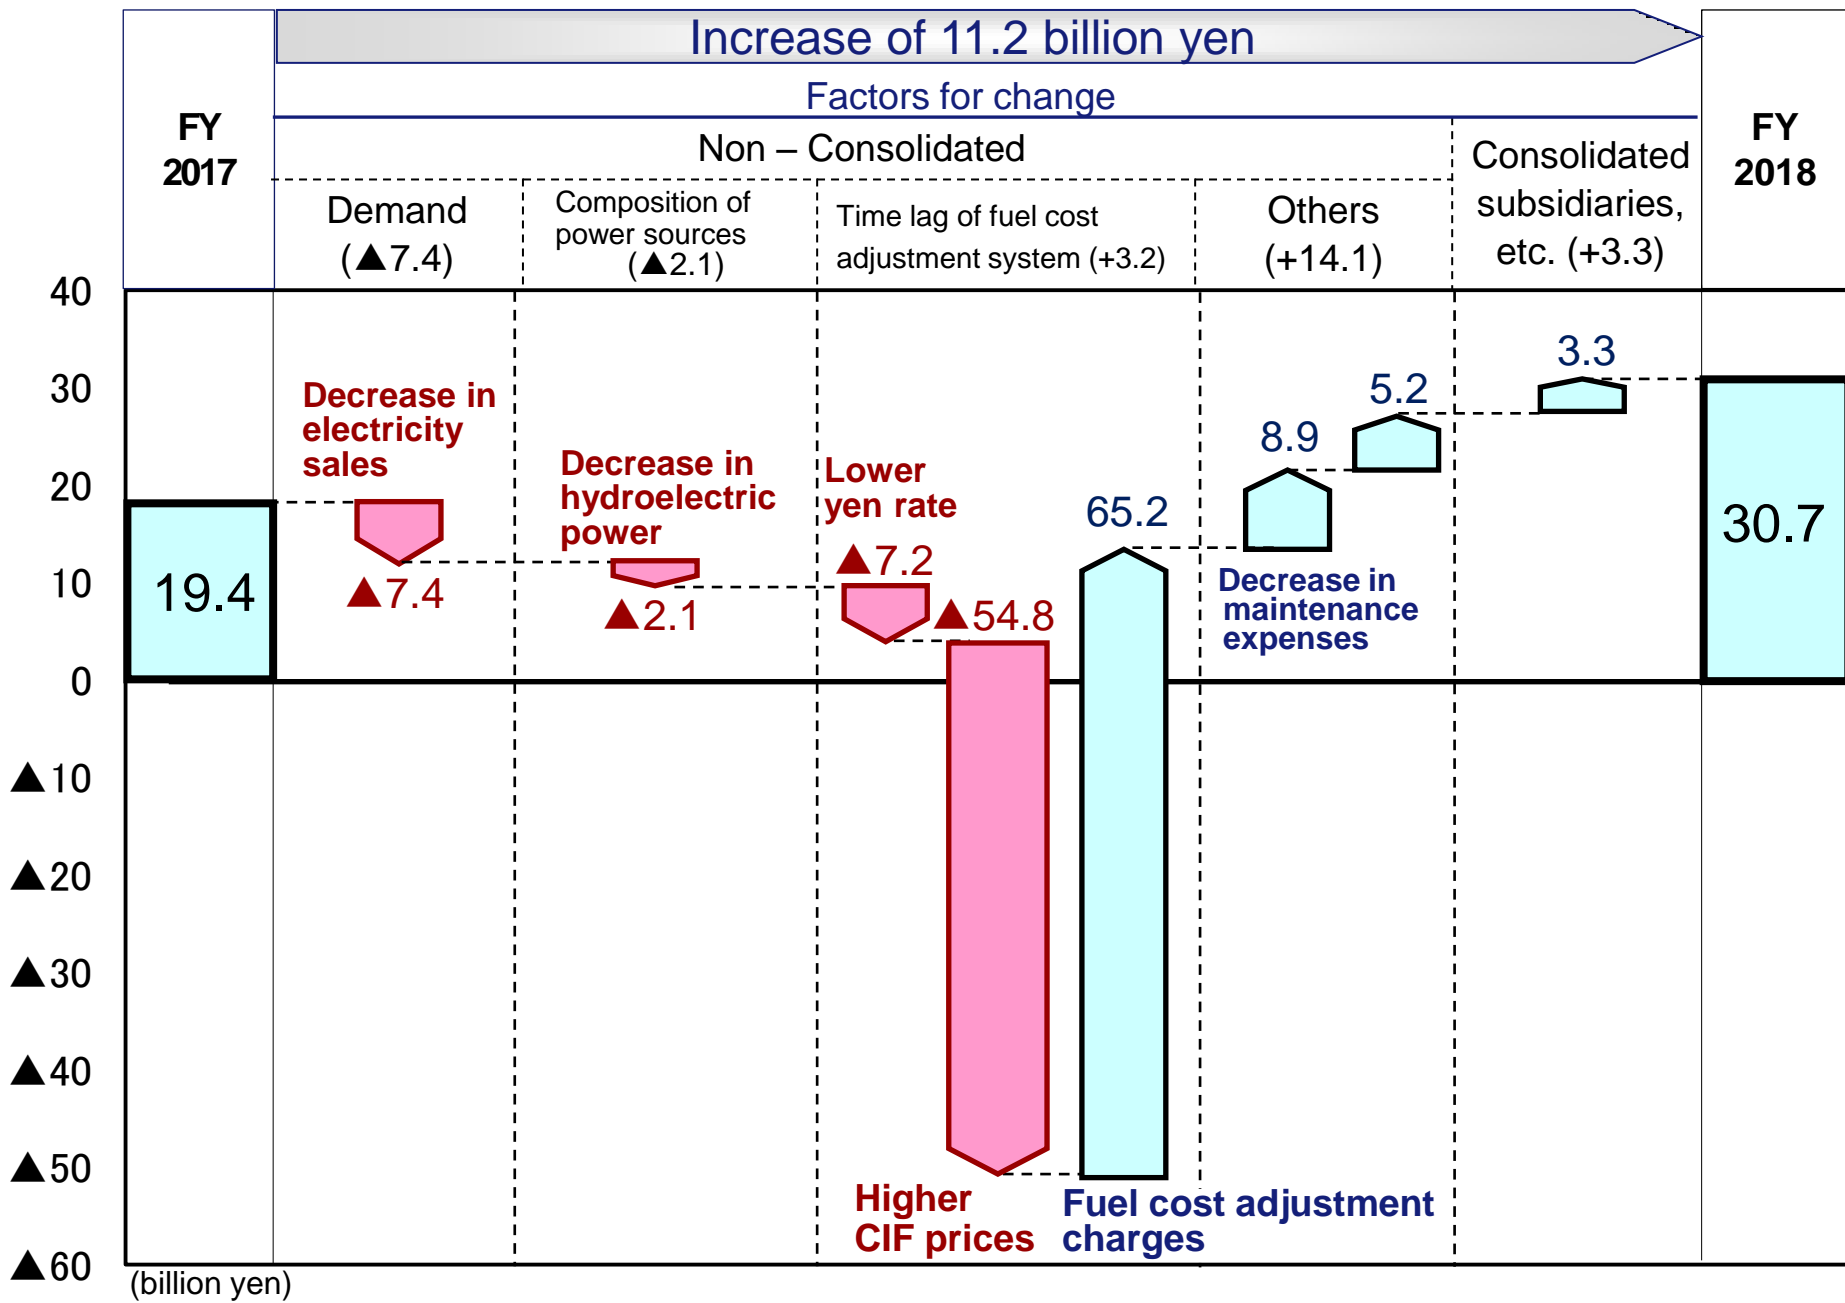 Increase of 11.2 billion yen
Factors for change
FY
2017
Non – Consolidated
Consolidated
subsidiaries,
etc. (+3.3)
FY
2018
Demand
(▲7.4)
Composition of
power sources
(▲2.1)
Time lag of fuel cost
adjustment system (+3.2)
Others
(+14.1)
40
30
20
10
0
▲10
▲20
▲30
▲40
▲50
▲60
(billion yen)
19.4
Decrease in
electricity
sales
▲7.4
Decrease in
hydroelectric
power
▲2.1
Lower
yen rate
▲7.2
▲54.8
Higher
CIF prices
65.2
Fuel cost adjustment
charges
8.9
Decrease in
maintenance
expenses
5.2
3.3
30.7